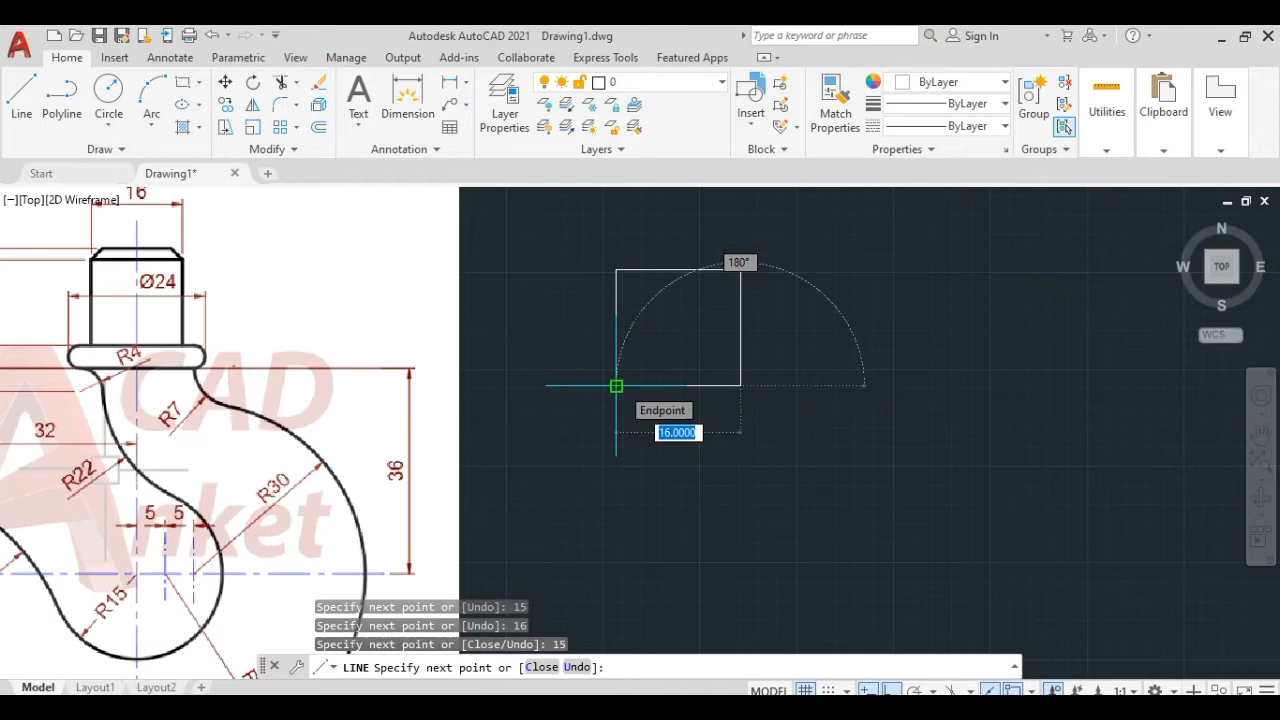 Autodesk AutoCAD 2021 Drawing1.dwg
Type a keyword or phrase
Sign In
Home Insert Annotate Parametric View Manage Output Add-ins Collaborate Express Tools Featured Apps
Line Polyline Circle Arc
Text Dimension
Layer Properties
0
Insert
Match Properties
ByLayer
ByLayer
ByLayer
Group
Utilities
Clipboard
View
Draw Modify Annotation Layers Block Properties Groups
Start Drawing1*
[−][Top][2D Wireframe]
16
Ø24
R4
R7
32
R22
R30
36
5 5
R15
CAD
Anket
180°
Endpoint
16.0000
N
W TOP E
S
WCS
Specify next point or [Undo]: 15
Specify next point or [Undo]: 16
Specify next point or [Close/Undo]: 15
LINE Specify next point or [Close Undo]:
Model Layout1 Layout2
MODEL
1:1